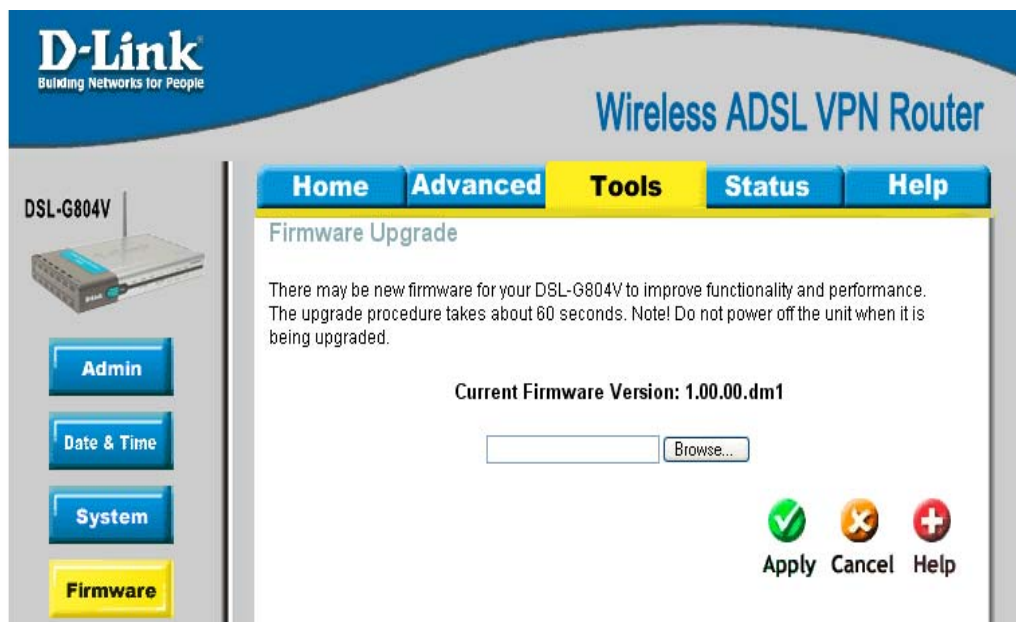 D-Link
Building Networks for People
Wireless ADSL VPN Router
DSL-G804V
Home Advanced Tools Status Help
Firmware Upgrade
There may be new firmware for your DSL-G804V to improve functionality and performance.
The upgrade procedure takes about 60 seconds. Note! Do not power off the unit when it is
being upgraded.
Current Firmware Version: 1.00.00.dm1
Browse...
Admin
Date & Time
System
Firmware
Apply Cancel Help